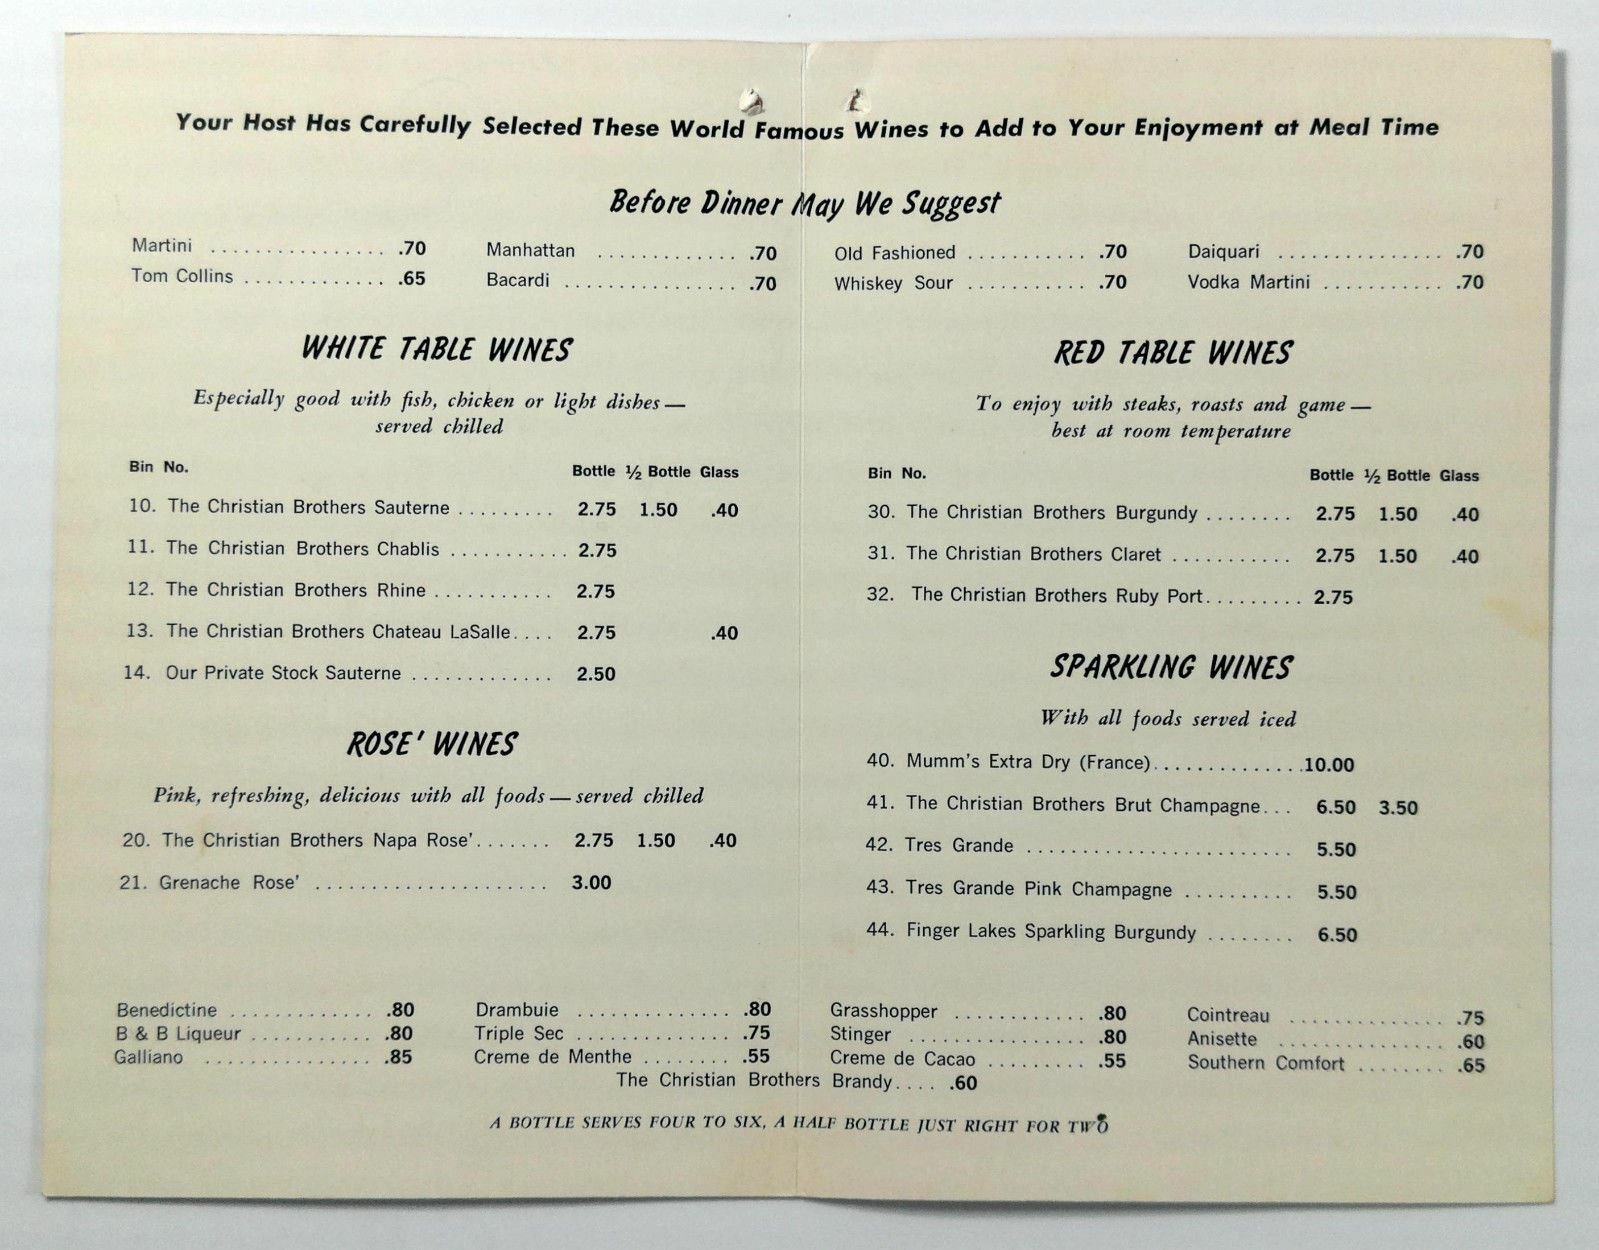 Your Host Has Carefully Selected These World Famous Wines to Add to Your Enjoyment at Meal Time
Before Dinner May We Suggest
Martini ................ .70 Manhattan ............. .70 Old Fashioned ........... .70 Daiquari ............... .70
Tom Collins ............. .65 Bacardi ................ .70 Whiskey Sour ........... .70 Vodka Martini ........... .70
WHITE TABLE WINES
Especially good with fish, chicken or light dishes —
served chilled
Bin No. Bottle ½ Bottle Glass
10. The Christian Brothers Sauterne ......... 2.75 1.50 .40
11. The Christian Brothers Chablis ........... 2.75
12. The Christian Brothers Rhine ........... 2.75
13. The Christian Brothers Chateau LaSalle.... 2.75 .40
14. Our Private Stock Sauterne ............. 2.50
ROSE' WINES
Pink, refreshing, delicious with all foods — served chilled
20. The Christian Brothers Napa Rose'....... 2.75 1.50 .40
21. Grenache Rose' ..................... 3.00
RED TABLE WINES
To enjoy with steaks, roasts and game —
best at room temperature
Bin No. Bottle ½ Bottle Glass
30. The Christian Brothers Burgundy ........ 2.75 1.50 .40
31. The Christian Brothers Claret ........... 2.75 1.50 .40
32. The Christian Brothers Ruby Port......... 2.75
SPARKLING WINES
With all foods served iced
40. Mumm's Extra Dry (France)..............10.00
41. The Christian Brothers Brut Champagne... 6.50 3.50
42. Tres Grande ........................ 5.50
43. Tres Grande Pink Champagne .......... 5.50
44. Finger Lakes Sparkling Burgundy ........ 6.50
Benedictine ............. .80 Drambuie .............. .80 Grasshopper ............ .80 Cointreau .............. .75
B & B Liqueur ........... .80 Triple Sec .............. .75 Stinger ................ .80 Anisette ............... .60
Galliano ............... .85 Creme de Menthe ........ .55 Creme de Cacao ......... .55 Southern Comfort ........ .65
The Christian Brothers Brandy.... .60
A BOTTLE SERVES FOUR TO SIX, A HALF BOTTLE JUST RIGHT FOR TWO